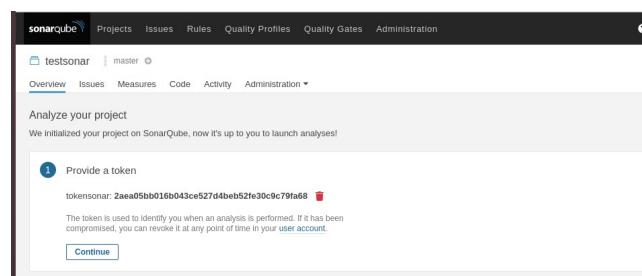 sonarqube Projects Issues Rules Quality Profiles Quality Gates Administration
testsonar master
Overview Issues Measures Code Activity Administration
Analyze your project
We initialized your project on SonarQube, now it's up to you to launch analyses!
1 Provide a token
tokensonar: 2aea05bb016b043ce527d4beb52fe30c9c79fa68
The token is used to identify you when an analysis is performed. If it has been
compromised, you can revoke it at any point of time in your user account.
Continue